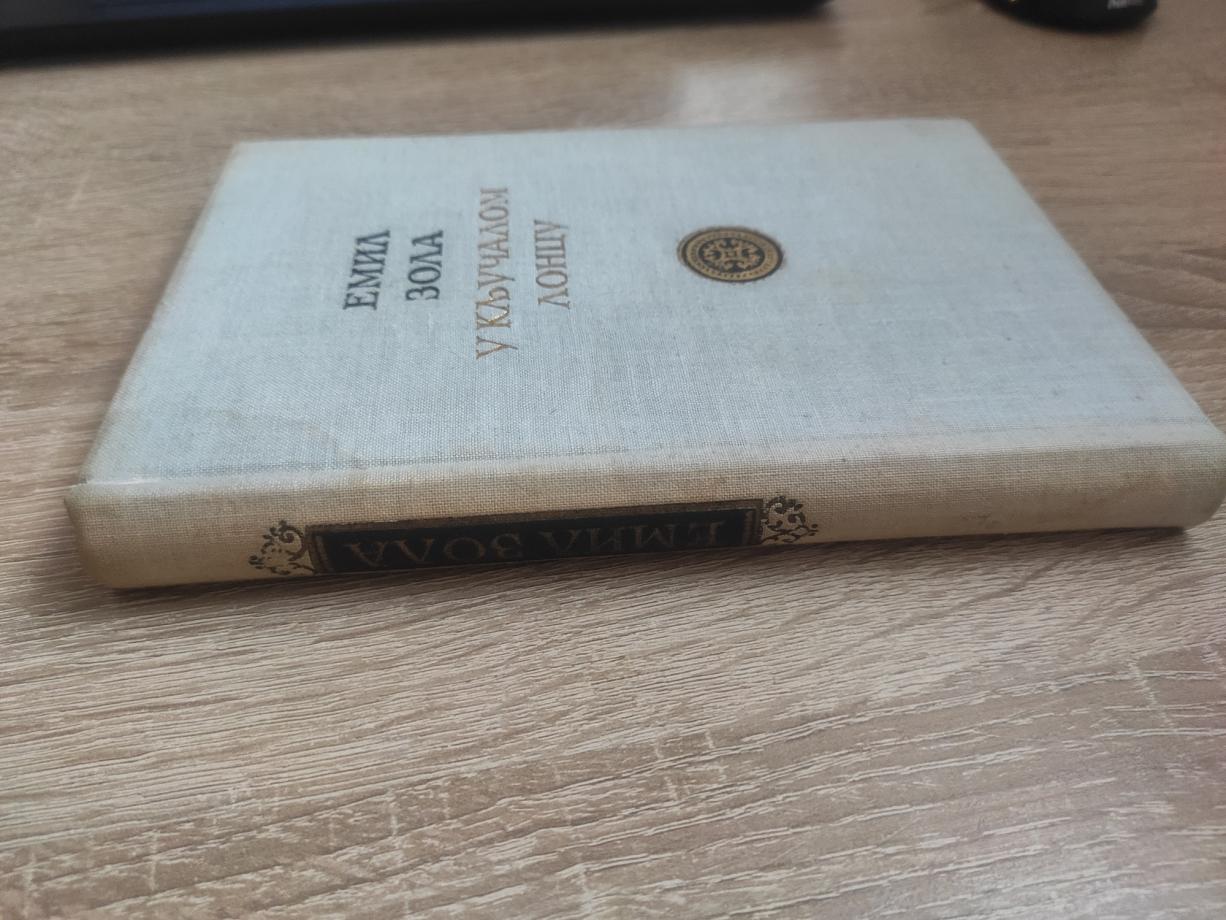 ЕМИЛ
ЗОЛА
У КЉУЧАЛОМ
ЛОНЦУ
ЕМИЛ ЗОЛА